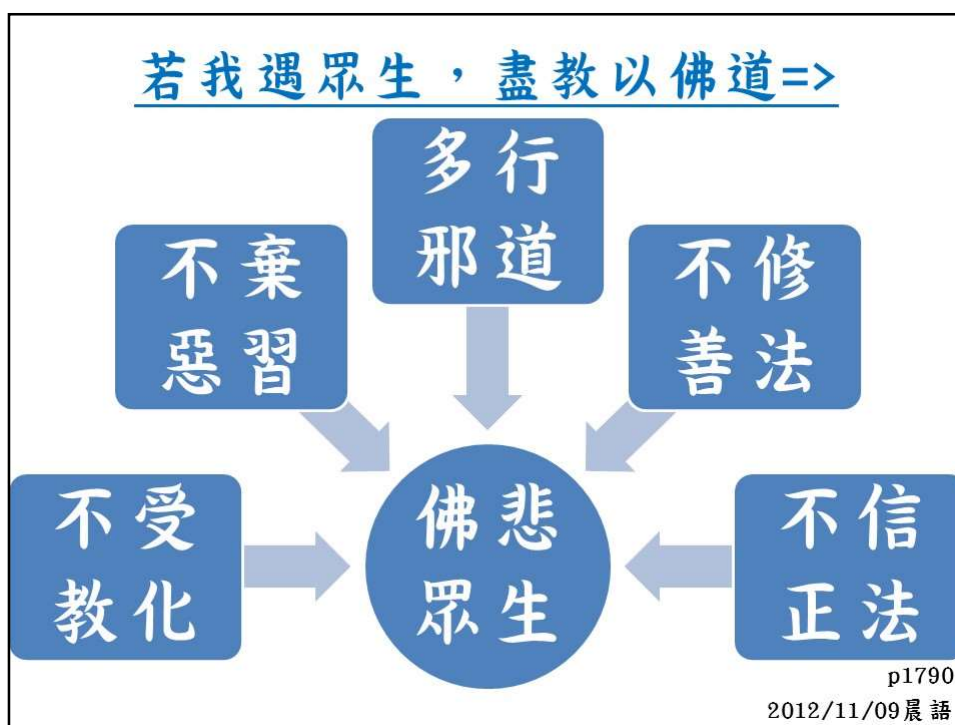 若我遇眾生,盡教以佛道=>
多行
邪道
不棄
惡習
不修
善法
不受
教化
佛悲
眾生
不信
正法
p1790
2012/11/09晨語